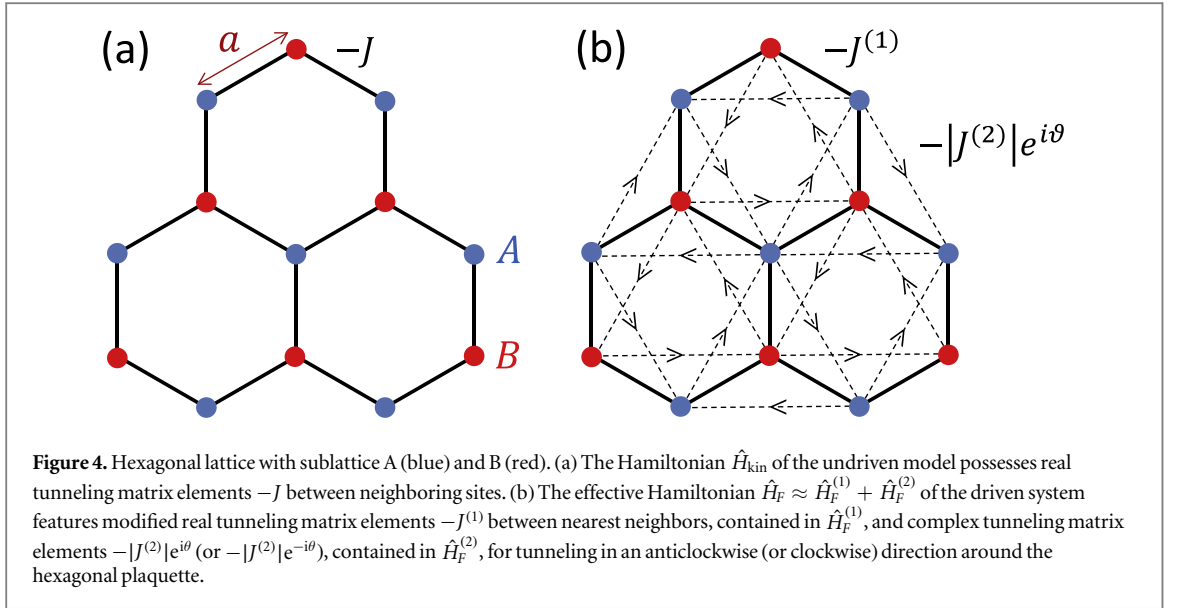 (a)
a
−J
A
B
(b)
−J⁽¹⁾
−|J⁽²⁾|e^{iϑ}
Figure 4. Hexagonal lattice with sublattice A (blue) and B (red). (a) The Hamiltonian Ĥ_kin of the undriven model possesses real
tunneling matrix elements −J between neighboring sites. (b) The effective Hamiltonian Ĥ_F ≈ Ĥ_F^{(1)} + Ĥ_F^{(2)} of the driven system
features modified real tunneling matrix elements −J⁽¹⁾ between nearest neighbors, contained in Ĥ_F^{(1)}, and complex tunneling matrix
elements −|J⁽²⁾|e^{iθ} (or −|J⁽²⁾|e^{−iθ}), contained in Ĥ_F^{(2)}, for tunneling in an anticlockwise (or clockwise) direction around the
hexagonal plaquette.